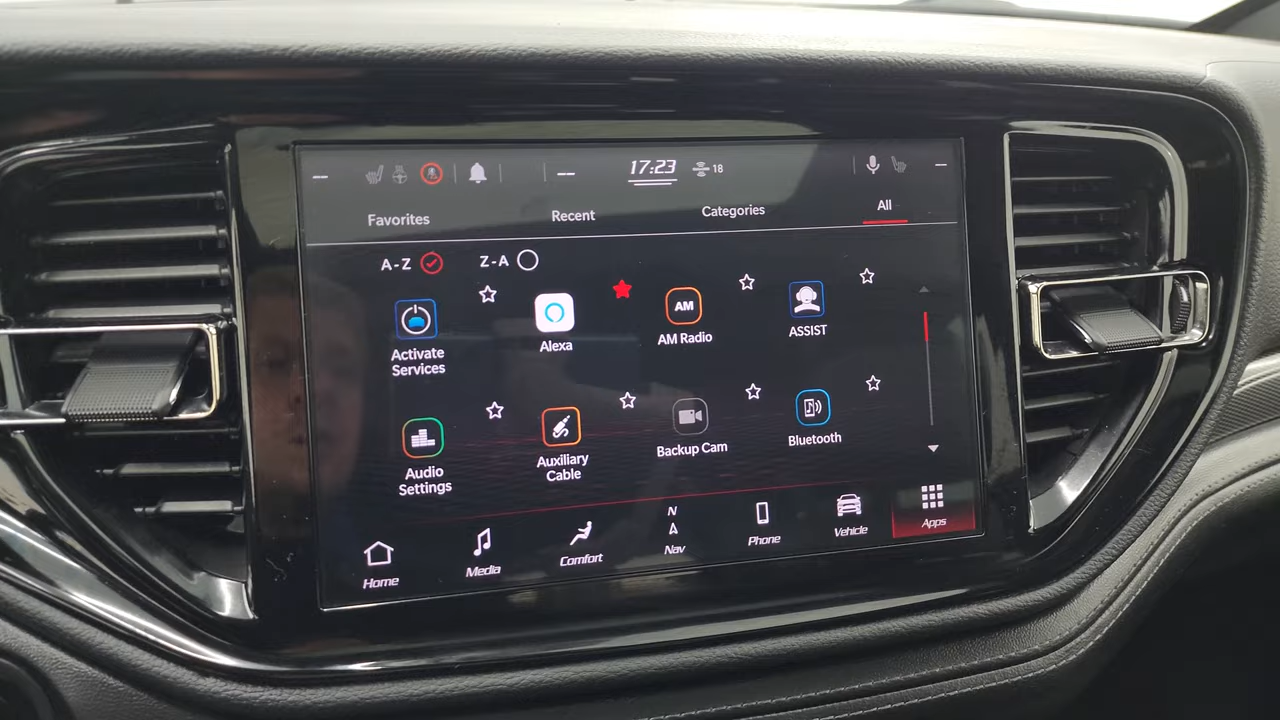 17:23
18
Favorites
Recent
Categories
All
A-Z
Z-A
Activate
Services
Alexa
AM
AM Radio
ASSIST
Audio
Settings
Auxiliary
Cable
Backup Cam
Bluetooth
Home
Media
Comfort
N
Nav
Phone
Vehicle
Apps